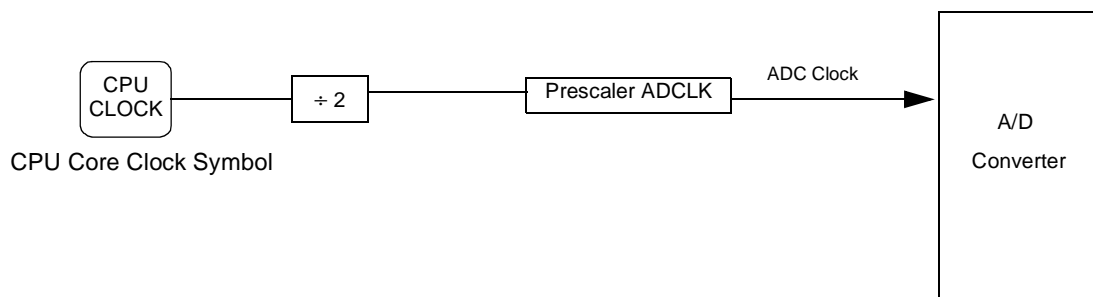 CPU
CLOCK
CPU Core Clock Symbol
÷ 2
Prescaler ADCLK
ADC Clock
A/D
Converter